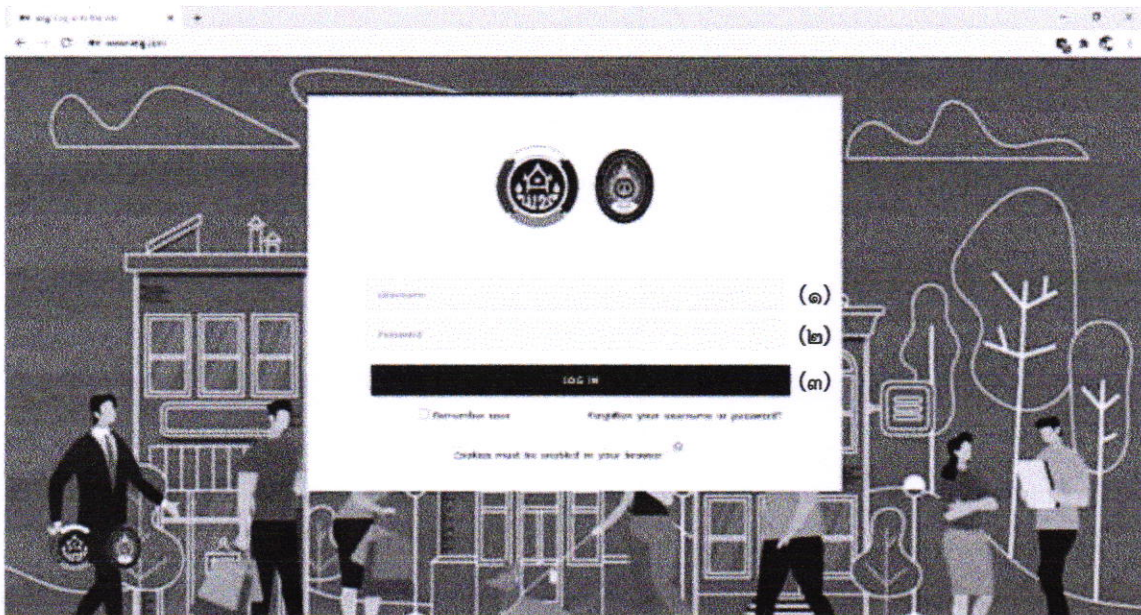 Username
(๑)
Password
(๒)
LOG IN
(๓)
Remember
Forgotten your username or password?
Cookies must be enabled in your browser